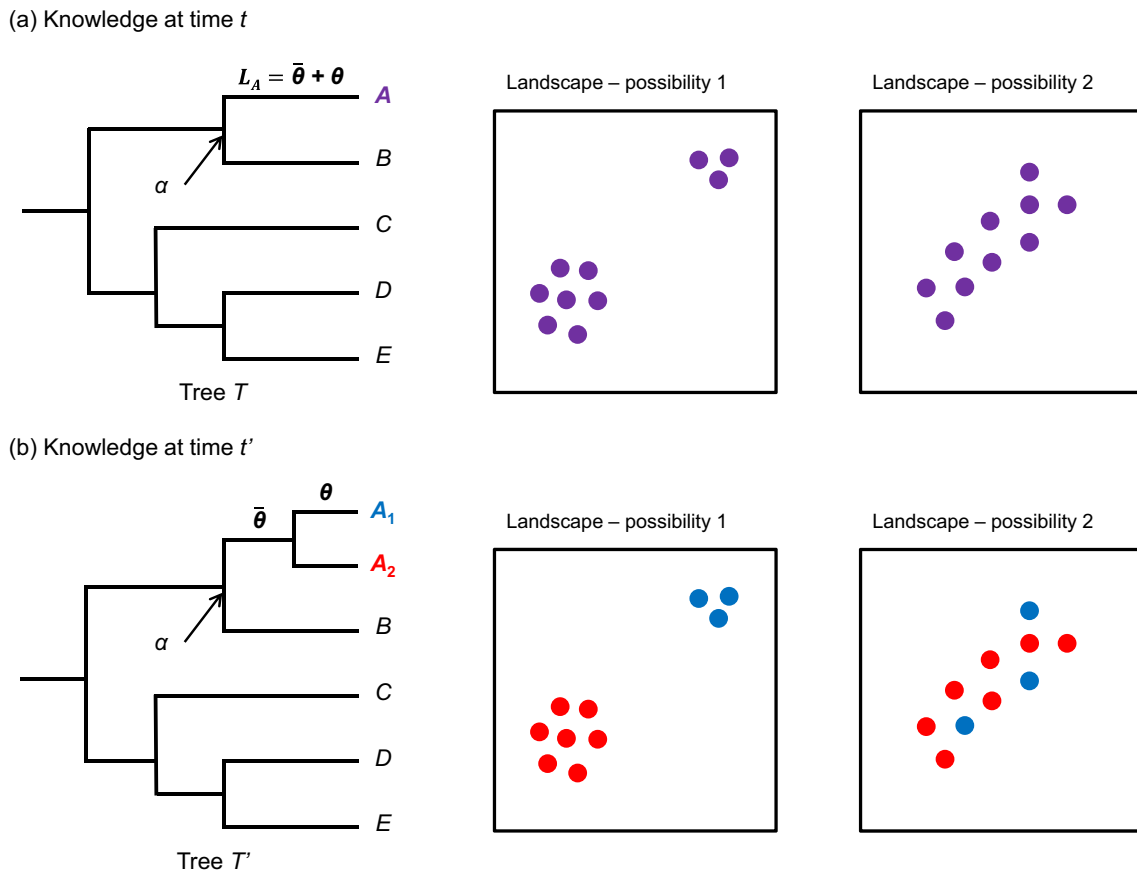 (a) Knowledge at time t
L_A = θ̄ + θ
A
B
α
C
D
E
Tree T
Landscape – possibility 1
Landscape – possibility 2
(b) Knowledge at time t’
θ
θ̄
A₁
A₂
B
α
C
D
E
Tree T’
Landscape – possibility 1
Landscape – possibility 2